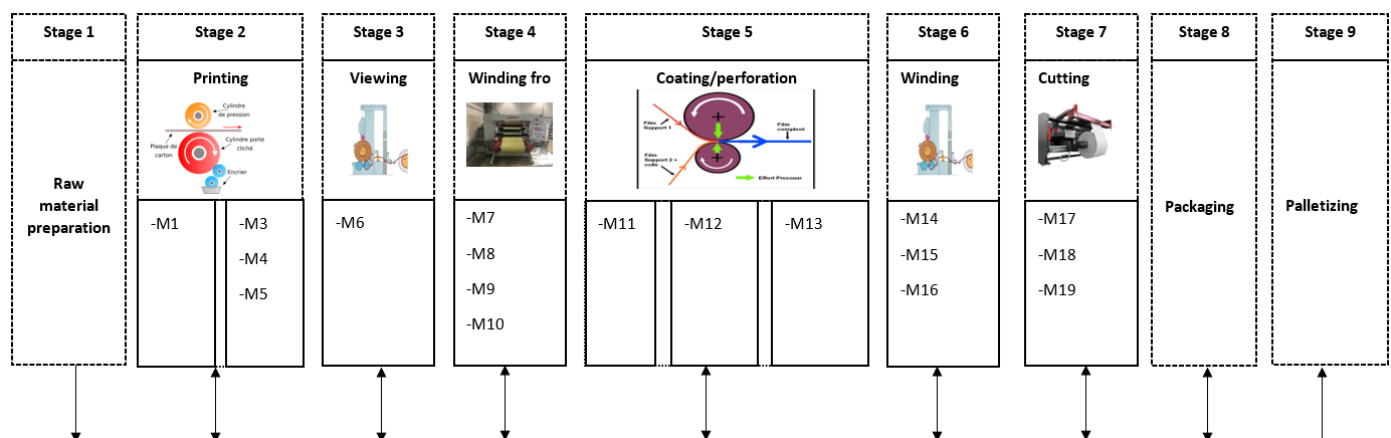 Stage 1
Stage 2
Stage 3
Stage 4
Stage 5
Stage 6
Stage 7
Stage 8
Stage 9
Raw
material
preparation
Printing
Cylindre
de pression
Plaque de
carton
Cylindre porte
cliché
Encrier
-M1
-M3
-M4
-M5
Viewing
-M6
Winding fro
-M7
-M8
-M9
-M10
Coating/perforation
Film
Support 1
Film
complexé
Film
Support 2 +
colle
Effort Presseur
-M11
-M12
-M13
Winding
-M14
-M15
-M16
Cutting
-M17
-M18
-M19
Packaging
Palletizing